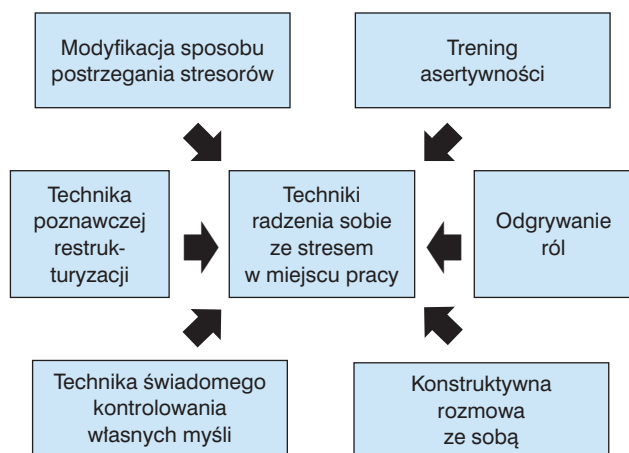 Modyfikacja sposobu
postrzegania stresorów
Trening
asertywności
Technika
poznawczej
restruk-
turyzacji
Techniki
radzenia sobie
ze stresem
w miejscu pracy
Odgrywanie
ról
Technika świadomego
kontrolowania
własnych myśli
Konstruktywna
rozmowa
ze sobą